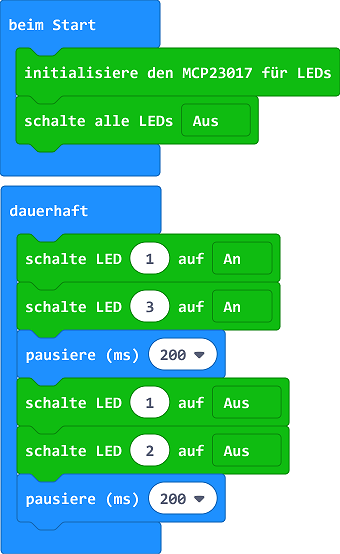 beim Start
initialisiere den MCP23017 für LEDs
schalte alle LEDs Aus
dauerhaft
schalte LED 1 auf An
schalte LED 3 auf An
pausiere (ms) 200
schalte LED 1 auf Aus
schalte LED 2 auf Aus
pausiere (ms) 200